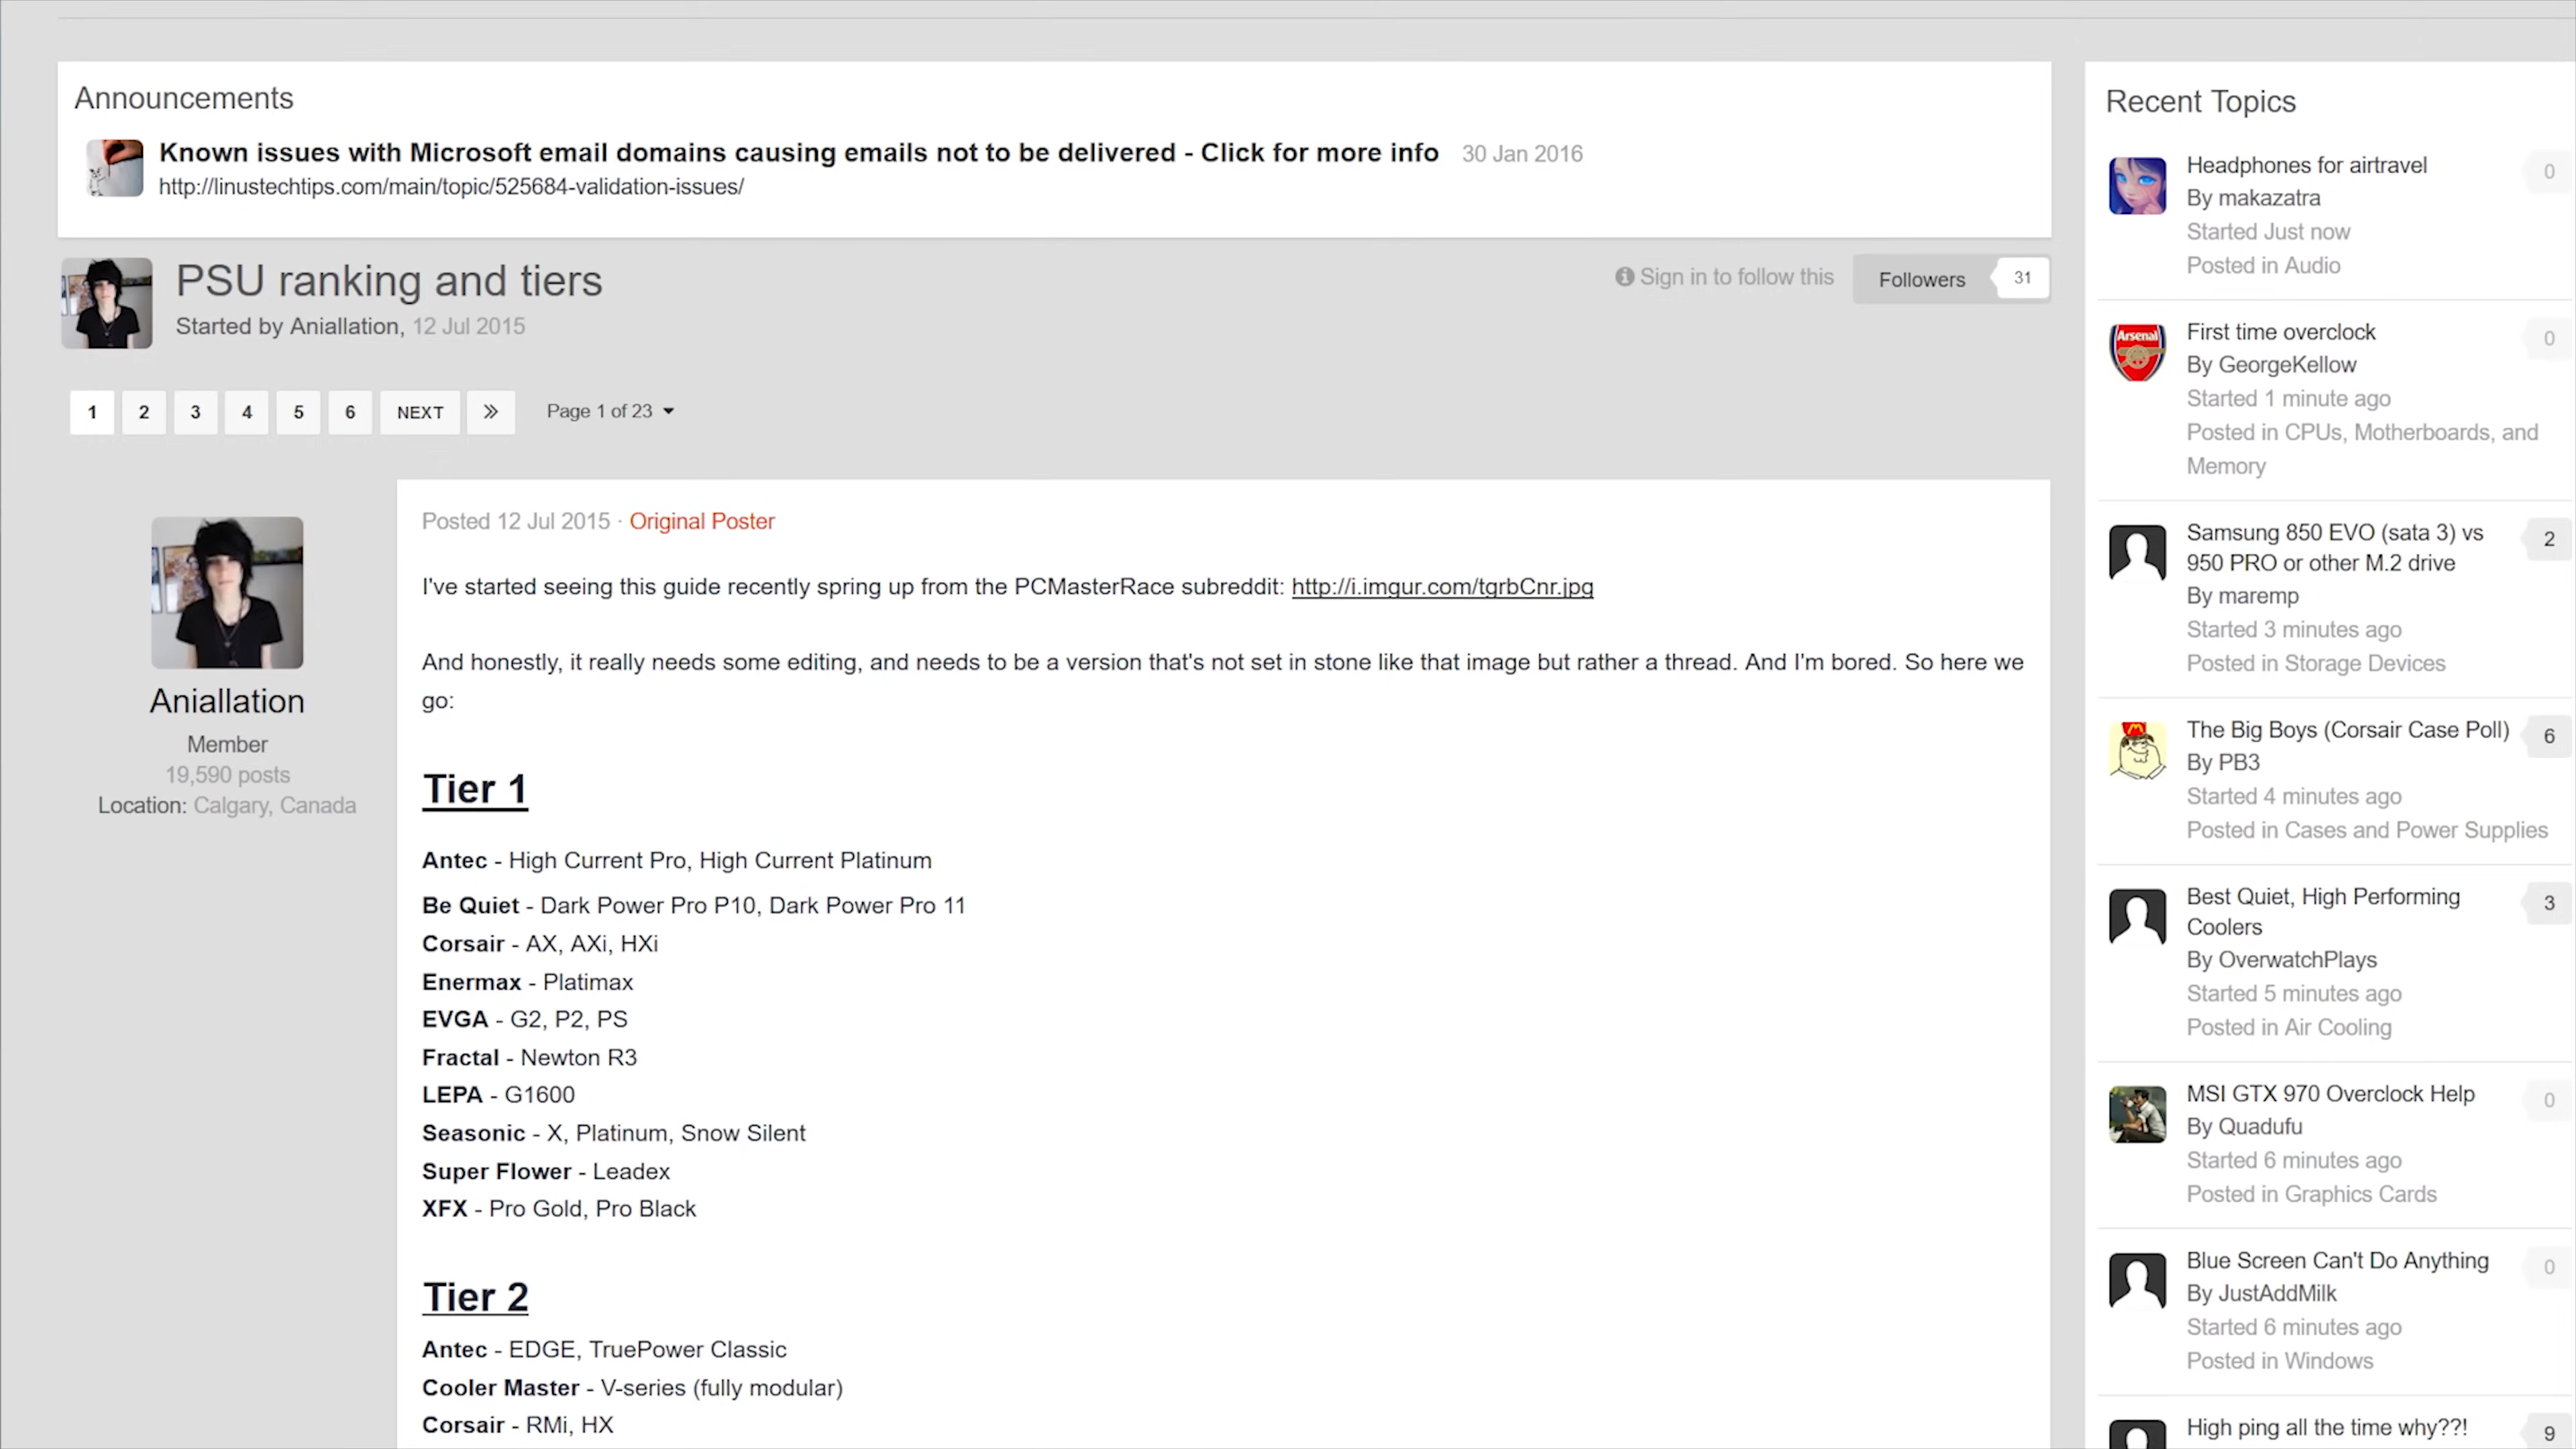 Announcements
Known issues with Microsoft email domains causing emails not to be delivered - Click for more info 30 Jan 2016
http://linustechtips.com/main/topic/525684-validation-issues/
PSU ranking and tiers
Started by Aniallation, 12 Jul 2015
Sign in to follow this
Followers 31
1 2 3 4 5 6 NEXT » Page 1 of 23
Aniallation
Member
19,590 posts
Location: Calgary, Canada
Posted 12 Jul 2015 · Original Poster
I've started seeing this guide recently spring up from the PCMasterRace subreddit: http://i.imgur.com/tgrbCnr.jpg
And honestly, it really needs some editing, and needs to be a version that's not set in stone like that image but rather a thread. And I'm bored. So here we
go:
Tier 1
Antec - High Current Pro, High Current Platinum
Be Quiet - Dark Power Pro P10, Dark Power Pro 11
Corsair - AX, AXi, HXi
Enermax - Platimax
EVGA - G2, P2, PS
Fractal - Newton R3
LEPA - G1600
Seasonic - X, Platinum, Snow Silent
Super Flower - Leadex
XFX - Pro Gold, Pro Black
Tier 2
Antec - EDGE, TruePower Classic
Cooler Master - V-series (fully modular)
Corsair - RMi, HX
Recent Topics
Headphones for airtravel 0
By makazatra
Started Just now
Posted in Audio
Arsenal
First time overclock 0
By GeorgeKellow
Started 1 minute ago
Posted in CPUs, Motherboards, and
Memory
Samsung 850 EVO (sata 3) vs 2
950 PRO or other M.2 drive
By maremp
Started 3 minutes ago
Posted in Storage Devices
The Big Boys (Corsair Case Poll) 6
By PB3
Started 4 minutes ago
Posted in Cases and Power Supplies
Best Quiet, High Performing 3
Coolers
By OverwatchPlays
Started 5 minutes ago
Posted in Air Cooling
MSI GTX 970 Overclock Help 0
By Quadufu
Started 6 minutes ago
Posted in Graphics Cards
Blue Screen Can't Do Anything 0
By JustAddMilk
Started 6 minutes ago
Posted in Windows
High ping all the time why??! 9